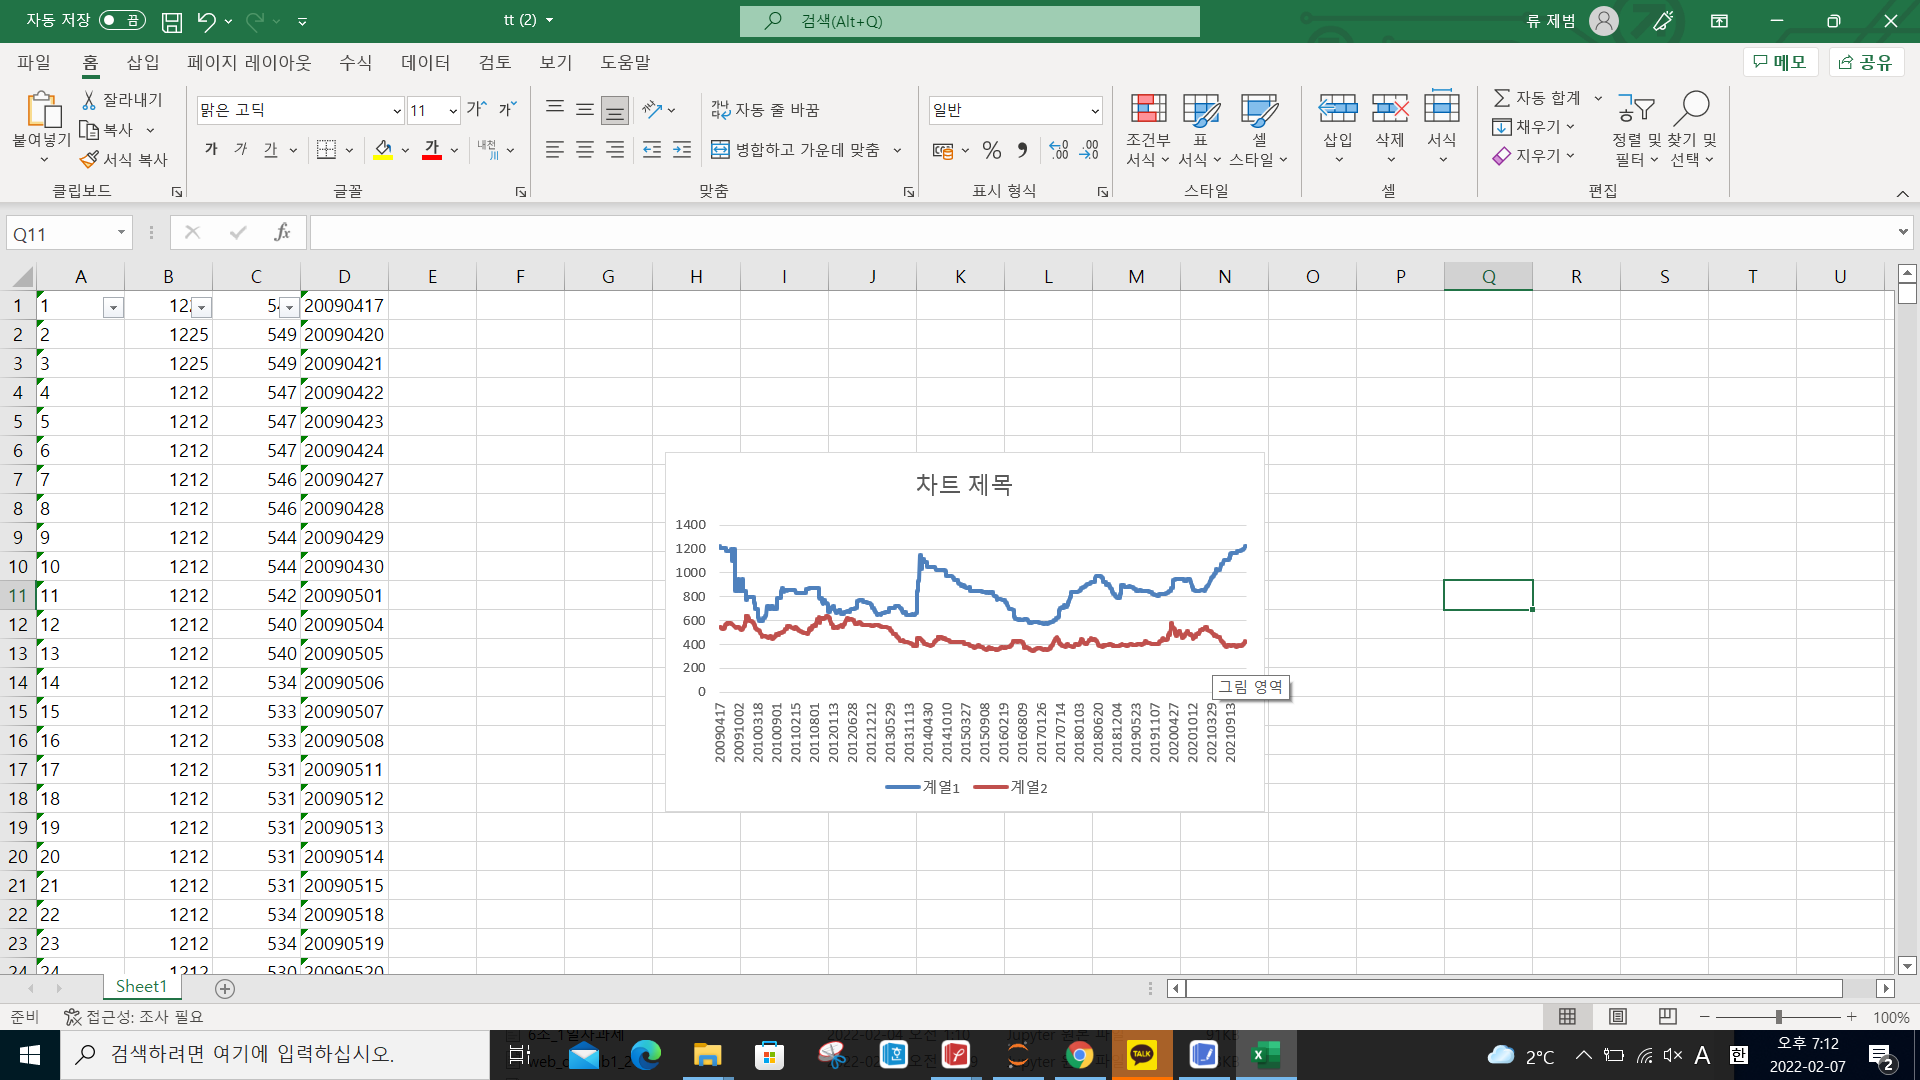 자동 저장 끔 tt (2) 검색(Alt+Q) 류 제범
파일 홈 삽입 페이지 레이아웃 수식 데이터 검토 보기 도움말 메모 공유
붙여넣기 잘라내기 복사 서식 복사 클립보드
맑은 고딕 11 가 가 가 가 가 가 내천 川 글꼴
가나다라 자동 줄 바꿈 병합하고 가운데 맞춤 맞춤
일반 % 표시 형식
조건부 서식 표 서식 셀 스타일 스타일
삽입 삭제 서식 셀
자동 합계 채우기 지우기 정렬 및 필터 찾기 및 선택 편집
Q11 fx
A B C D E F G H I J K L M N O P Q R S T U
1 1 20090417
2 2 1225 549 20090420
3 3 1225 549 20090421
4 4 1212 547 20090422
5 5 1212 547 20090423
6 6 1212 547 20090424
7 7 1212 546 20090427
8 8 1212 546 20090428
9 9 1212 544 20090429
10 10 1212 544 20090430
11 11 1212 542 20090501
12 12 1212 540 20090504
13 13 1212 540 20090505
14 14 1212 534 20090506
15 15 1212 533 20090507
16 16 1212 533 20090508
17 17 1212 531 20090511
18 18 1212 531 20090512
19 19 1212 531 20090513
20 20 1212 531 20090514
21 21 1212 531 20090515
22 22 1212 534 20090518
23 23 1212 534 20090519
24 24 1212 530 20090520
차트 제목
1400
1200
1000
800
600
400
200
0
그림 영역
20090417 20091002 20100318 20100901 20110215 20110801 20120113 20120628 20121212 20130529 20131113 20140430 20141010 20150327 20150908 20160219 20160809 20170126 20170714 20180103 20180620 20181204 20190523 20191107 20200427 20201012 20210329 20210913
계열1 계열2
Sheet1
준비 접근성: 조사 필요 100%
검색하려면 여기에 입력하십시오.
TALK
2°C A 한
오후 7:12
2022-02-07
2